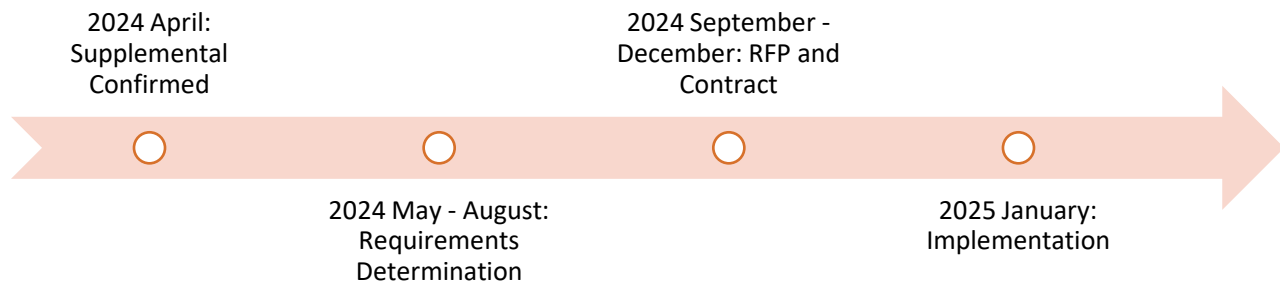 2024 April:
Supplemental
Confirmed
2024 May - August:
Requirements
Determination
2024 September -
December: RFP and
Contract
2025 January:
Implementation